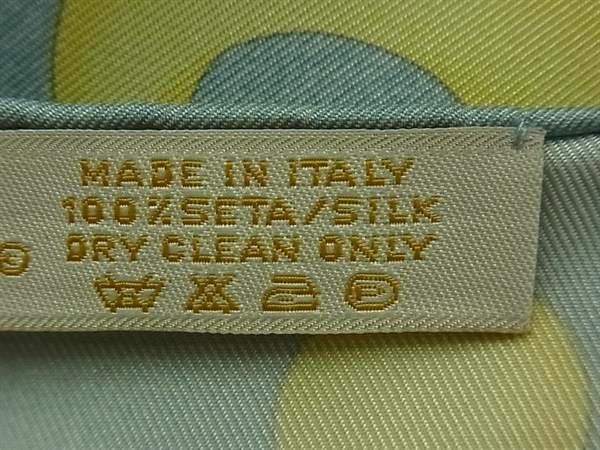 MADE IN ITALY
100%SETA/SILK
DRY CLEAN ONLY
©
P